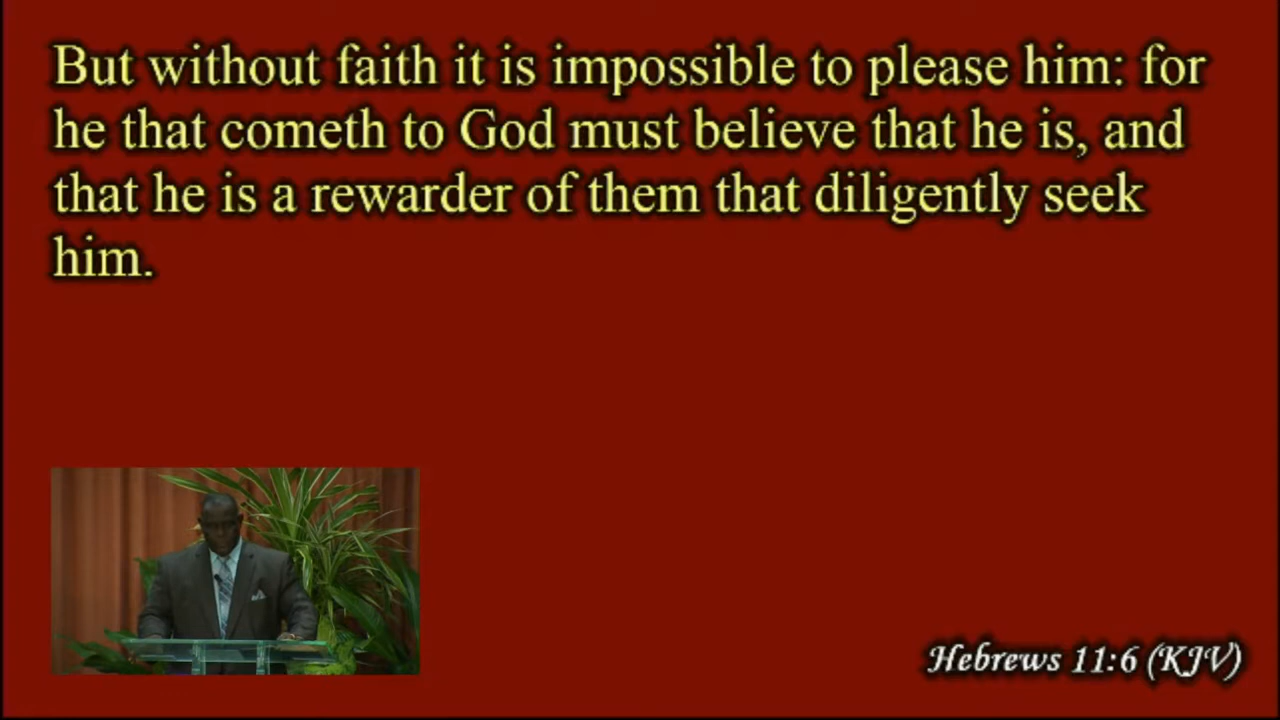 But without faith it is impossible to please him: for
he that cometh to God must believe that he is, and
that he is a rewarder of them that diligently seek
him.
Hebrews 11:6 (KJV)